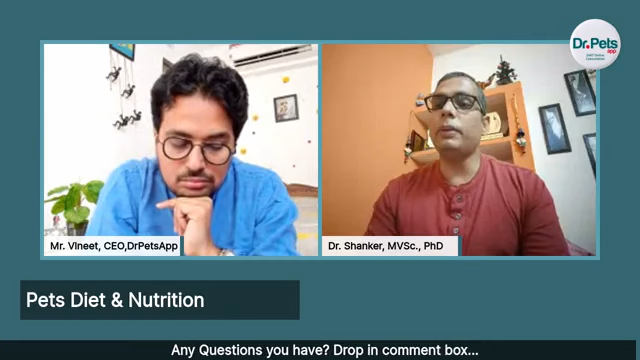 Dr.Pets
app
Mr. Vineet, CEO,DrPetsApp
Dr. Shanker, MVSc., PhD
Pets Diet & Nutrition
Any Questions you have? Drop in comment box...